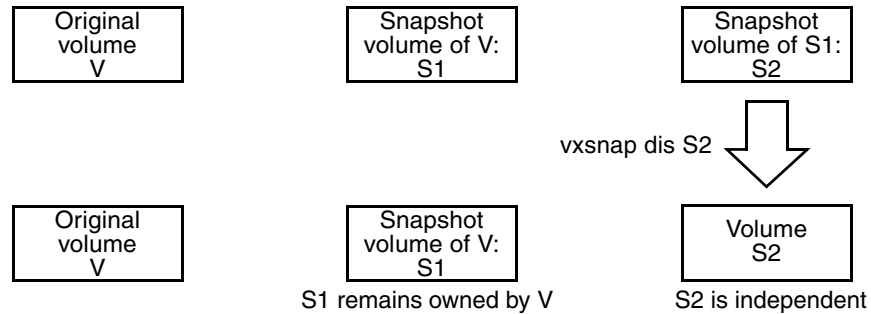 Original
volume
V
Snapshot
volume of V:
S1
Snapshot
volume of S1:
S2
vxsnap dis S2
Original
volume
V
Snapshot
volume of V:
S1
Volume
S2
S1 remains owned by V
S2 is independent